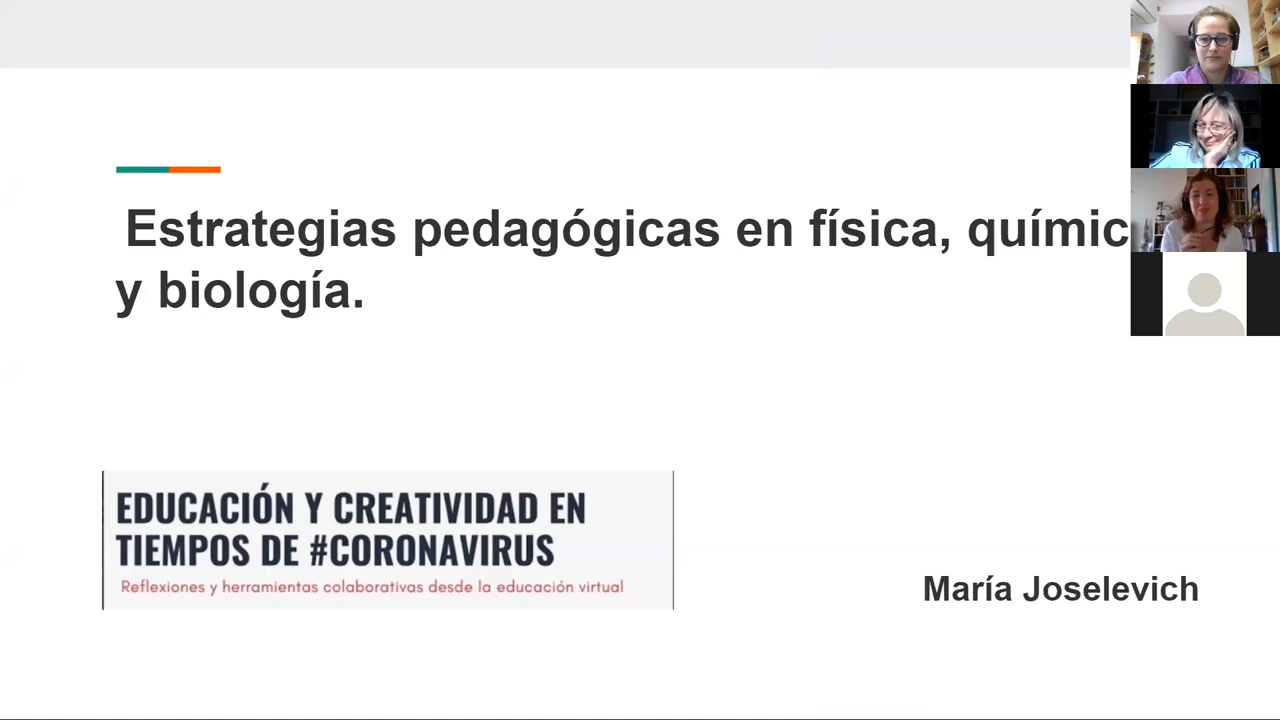 Estrategias pedagógicas en física, químic
y biología.
EDUCACIÓN Y CREATIVIDAD EN
TIEMPOS DE #CORONAVIRUS
Reflexiones y herramientas colaborativas desde la educación virtual
María Joselevich